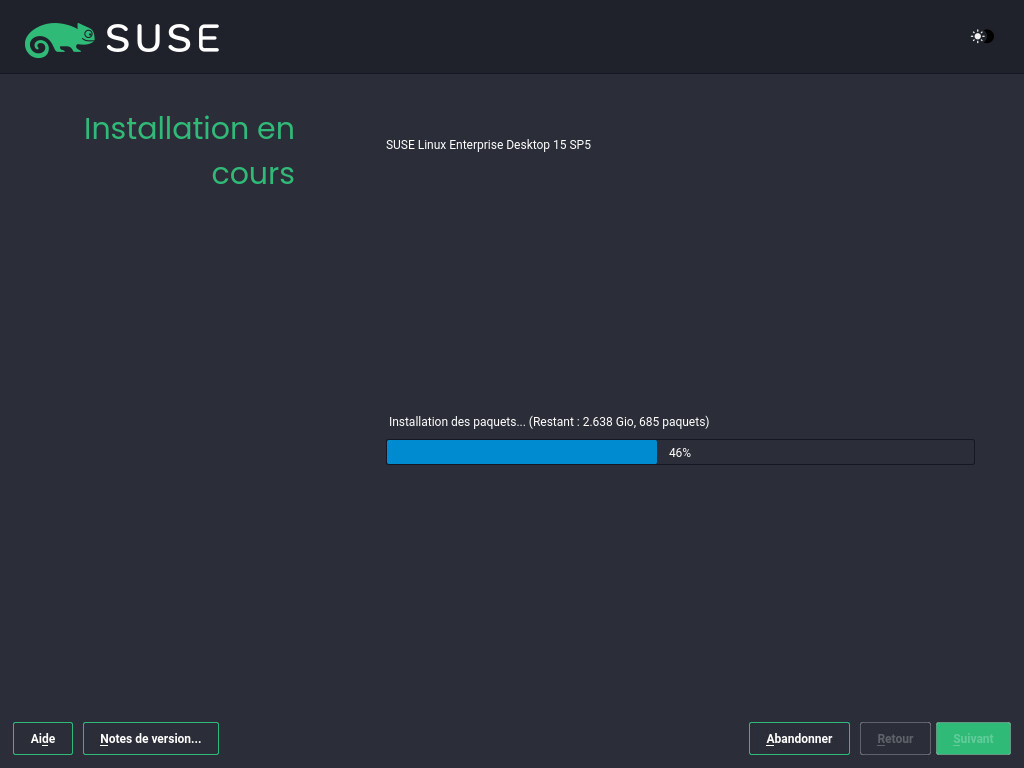 SUSE
Installation en
cours
SUSE Linux Enterprise Desktop 15 SP5
Installation des paquets... (Restant : 2.638 Gio, 685 paquets)
46%
Aide
Notes de version...
Abandonner
Retour
Suivant